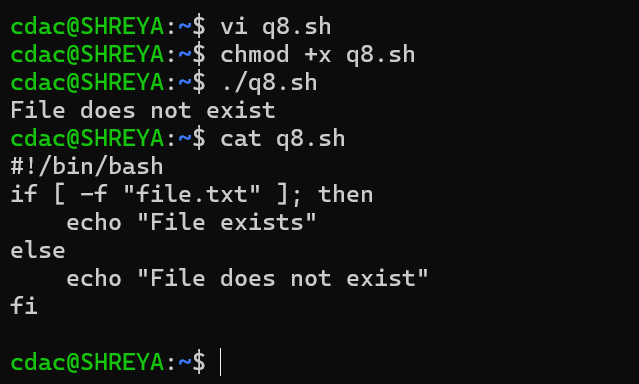 cdac@SHREYA:~$ vi q8.sh
cdac@SHREYA:~$ chmod +x q8.sh
cdac@SHREYA:~$ ./q8.sh
File does not exist
cdac@SHREYA:~$ cat q8.sh
#!/bin/bash
if [ -f "file.txt" ]; then
    echo "File exists"
else
    echo "File does not exist"
fi

cdac@SHREYA:~$